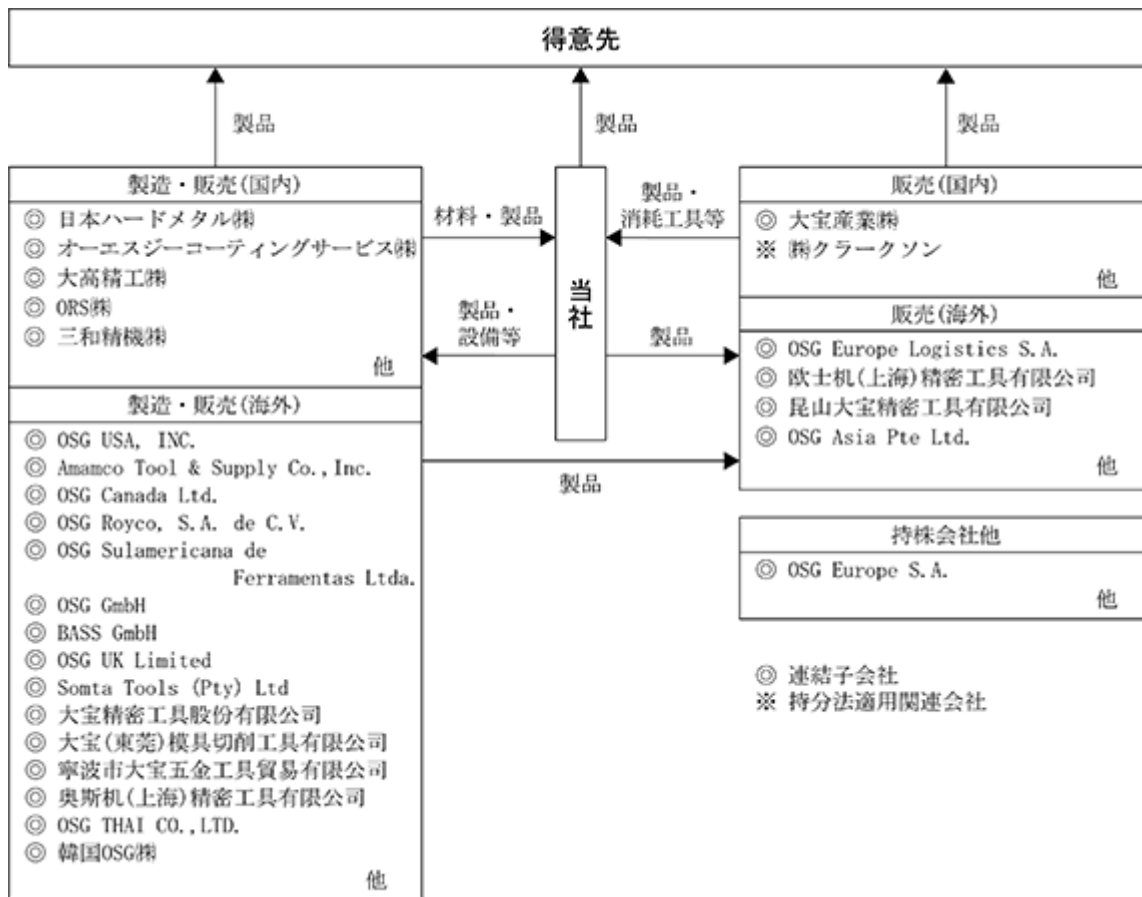 得意先
製品
製品
製品
製造・販売(国内)
◎ 日本ハードメタル㈱
◎ オーエスジーコーティングサービス㈱
◎ 大高精工㈱
◎ ORS㈱
◎ 三和精機㈱
他
製造・販売(海外)
◎ OSG USA, INC.
◎ Amamco Tool & Supply Co.,Inc.
◎ OSG Canada Ltd.
◎ OSG Royco, S.A. de C.V.
◎ OSG Sulamericana de
Ferramentas Ltda.
◎ OSG GmbH
◎ BASS GmbH
◎ OSG UK Limited
◎ Somta Tools (Pty) Ltd
◎ 大宝精密工具股份有限公司
◎ 大宝(東莞)模具切削工具有限公司
◎ 寧波市大宝五金工具貿易有限公司
◎ 奥斯机(上海)精密工具有限公司
◎ OSG THAI CO.,LTD.
◎ 韓国OSG㈱
他
材料・製品
製品・
設備等
当社
製品・
消耗工具等
製品
製品
販売(国内)
◎ 大宝産業㈱
※ ㈱クラークソン
他
販売(海外)
◎ OSG Europe Logistics S.A.
◎ 欧士机(上海)精密工具有限公司
◎ 昆山大宝精密工具有限公司
◎ OSG Asia Pte Ltd.
他
持株会社他
◎ OSG Europe S.A.
他
◎ 連結子会社
※ 持分法適用関連会社